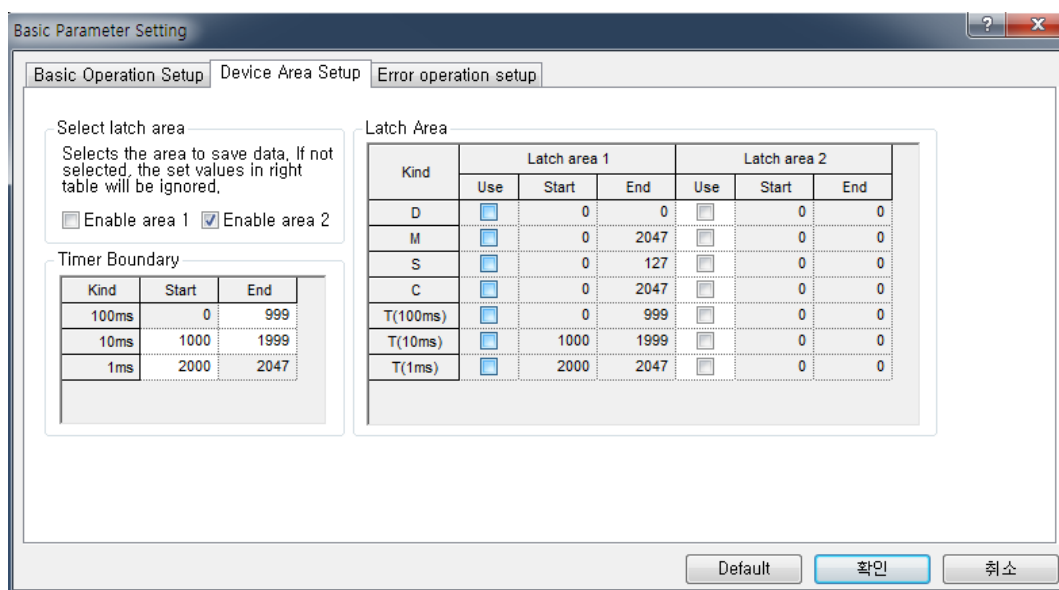 Basic Parameter Setting
?
x
Basic Operation Setup Device Area Setup Error operation setup
Select latch area
Selects the area to save data. If not
selected, the set values in right
table will be ignored.
Enable area 1 Enable area 2
Timer Boundary
Kind Start End
100ms 0 999
10ms 1000 1999
1ms 2000 2047
Latch Area
Kind Latch area 1 Latch area 2
Use Start End Use Start End
D 0 0 0 0
M 0 2047 0 0
S 0 127 0 0
C 0 2047 0 0
T(100ms) 0 999 0 0
T(10ms) 1000 1999 0 0
T(1ms) 2000 2047 0 0
Default 확인 취소